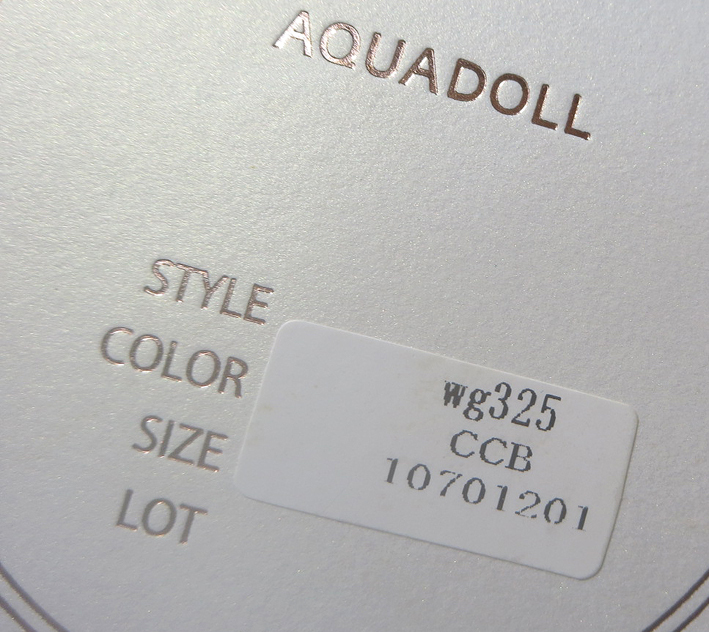 AQUADOLL
STYLE
COLOR
SIZE
LOT
wg325
CCB
10701201